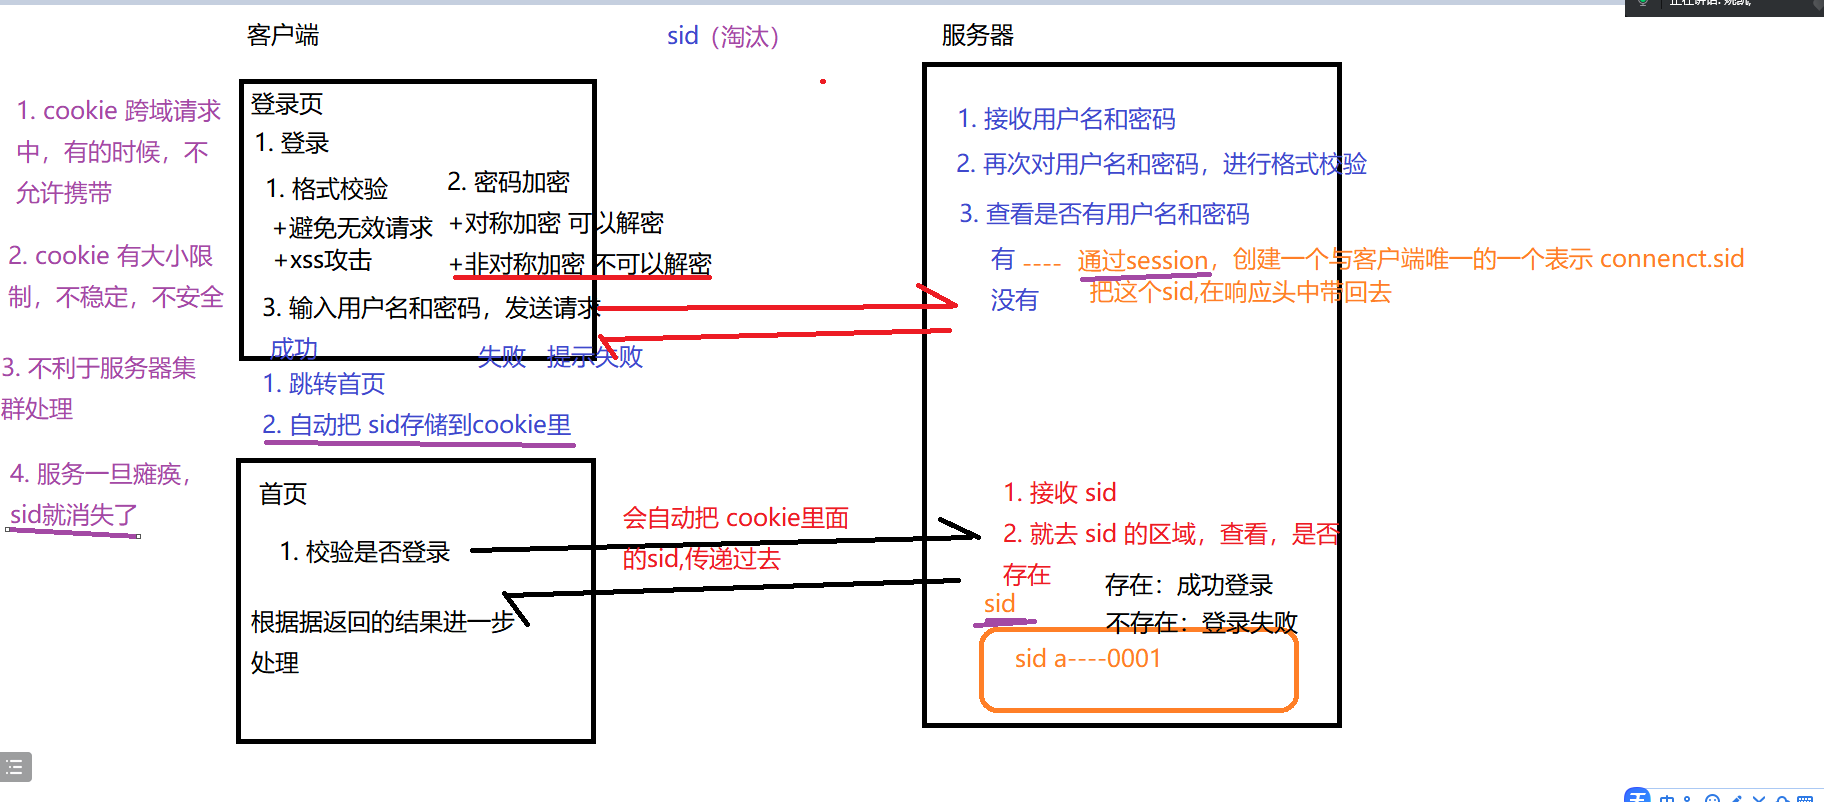 客户端
sid（淘汰）
服务器
1. cookie 跨域请求
中，有的时候，不
允许携带
2. cookie 有大小限
制，不稳定，不安全
3. 不利于服务器集
群处理
4. 服务一旦瘫痪，
sid就消失了
登录页
1. 登录
1. 格式校验
+避免无效请求
+xss攻击
2. 密码加密
+对称加密 可以解密
+非对称加密 不可以解密
3. 输入用户名和密码，发送请求
成功
失败 提示失败
1. 跳转首页
2. 自动把 sid存储到cookie里
1. 接收用户名和密码
2. 再次对用户名和密码，进行格式校验
3. 查看是否有用户名和密码
有 ---- 通过session，创建一个与客户端唯一的一个表示 connenct.sid
没有
把这个sid,在响应头中带回去
首页
1. 校验是否登录
根据据返回的结果进一步
处理
会自动把 cookie里面
的sid,传递过去
1. 接收 sid
2. 就去 sid 的区域，查看，是否
存在
存在：成功登录
不存在：登录失败
sid
sid a----0001